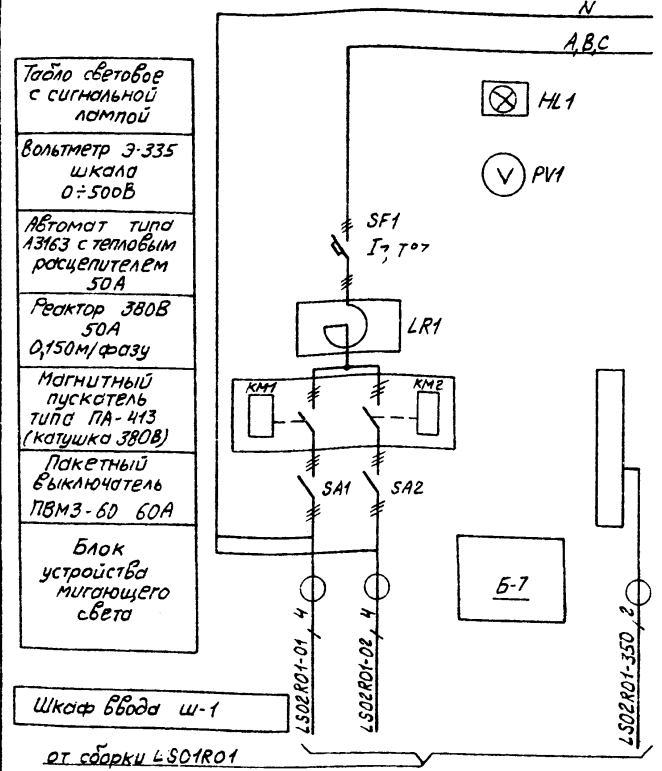 N
A,B,C
Табло световое
с сигнальной
лампой
HL1
Вольтметр Э-335
шкала
0÷500В
PV1
V
Автомат типа
А3163 с тепловым
расцепителем
50А
SF1
Реактор 380В
50А
0,150м/фазу
LR1
Магнитный
пускатель
типа ПА-413
(катушка 380В)
КМ1
КМ2
Пакетный
выключатель
ПВМ3-60 60А
SA1
SA2
Блок
устройства
мигающего
света
Б-7
4
4
2
LS02R01-01
LS02R01-02
LS02R01-350
Шкаф ввода ш-1
от сборки LS01R01